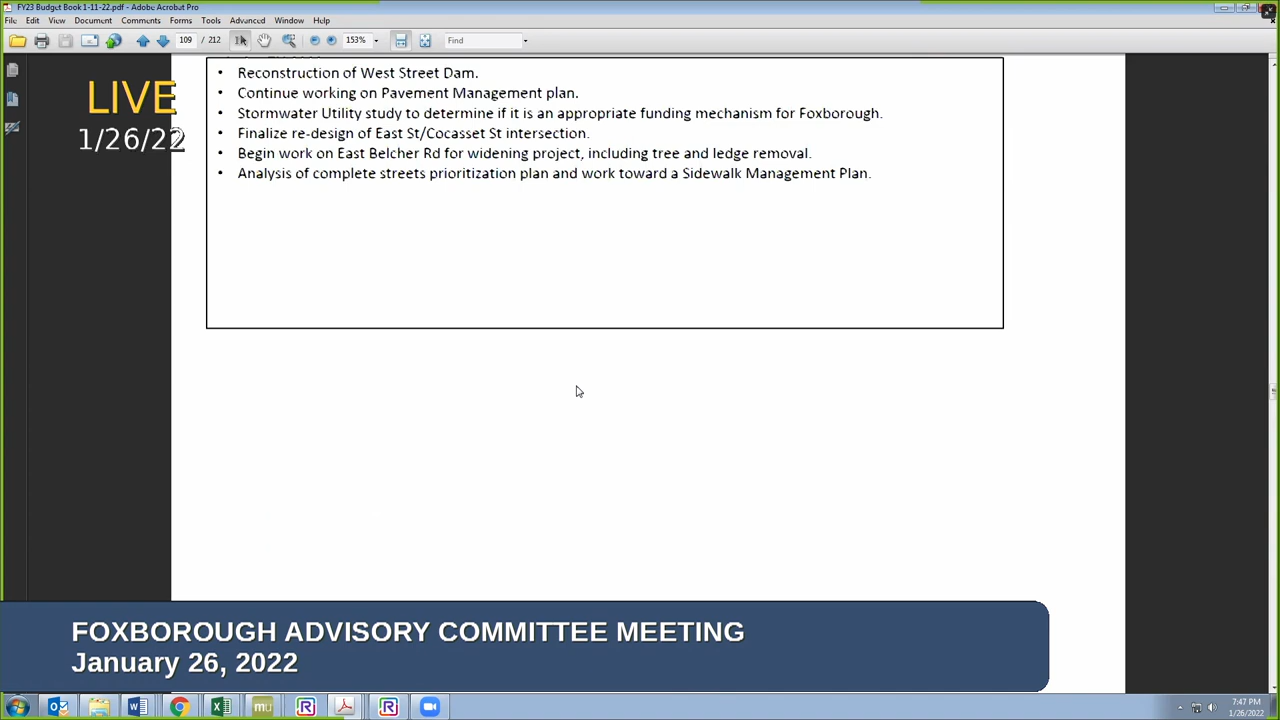 FY23 Budget Book 1-11-22.pdf - Adobe Acrobat Pro
File Edit View Document Comments Forms Tools Advanced Window Help
109 / 212 153% Find
LIVE
1/26/22
• Reconstruction of West Street Dam.
• Continue working on Pavement Management plan.
• Stormwater Utility study to determine if it is an appropriate funding mechanism for Foxborough.
• Finalize re-design of East St/Cocasset St intersection.
• Begin work on East Belcher Rd for widening project, including tree and ledge removal.
• Analysis of complete streets prioritization plan and work toward a Sidewalk Management Plan.
FOXBOROUGH ADVISORY COMMITTEE MEETING
January 26, 2022
mu
7:47 PM
1/26/2022